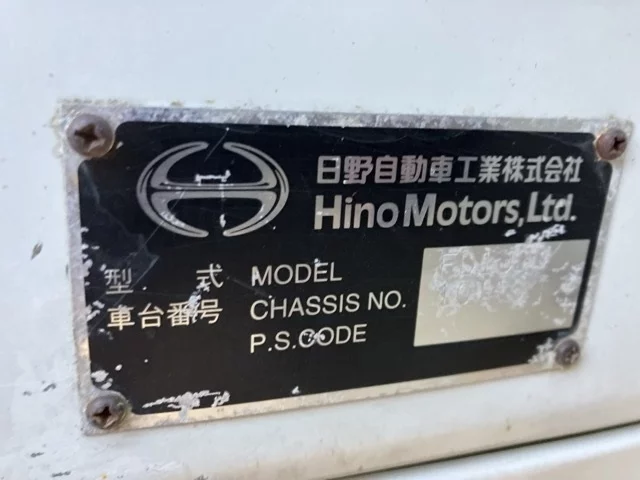 日野自動車工業株式会社
Hino Motors, Ltd.
型 式 MODEL
車台番号 CHASSIS NO.
P.S.CODE